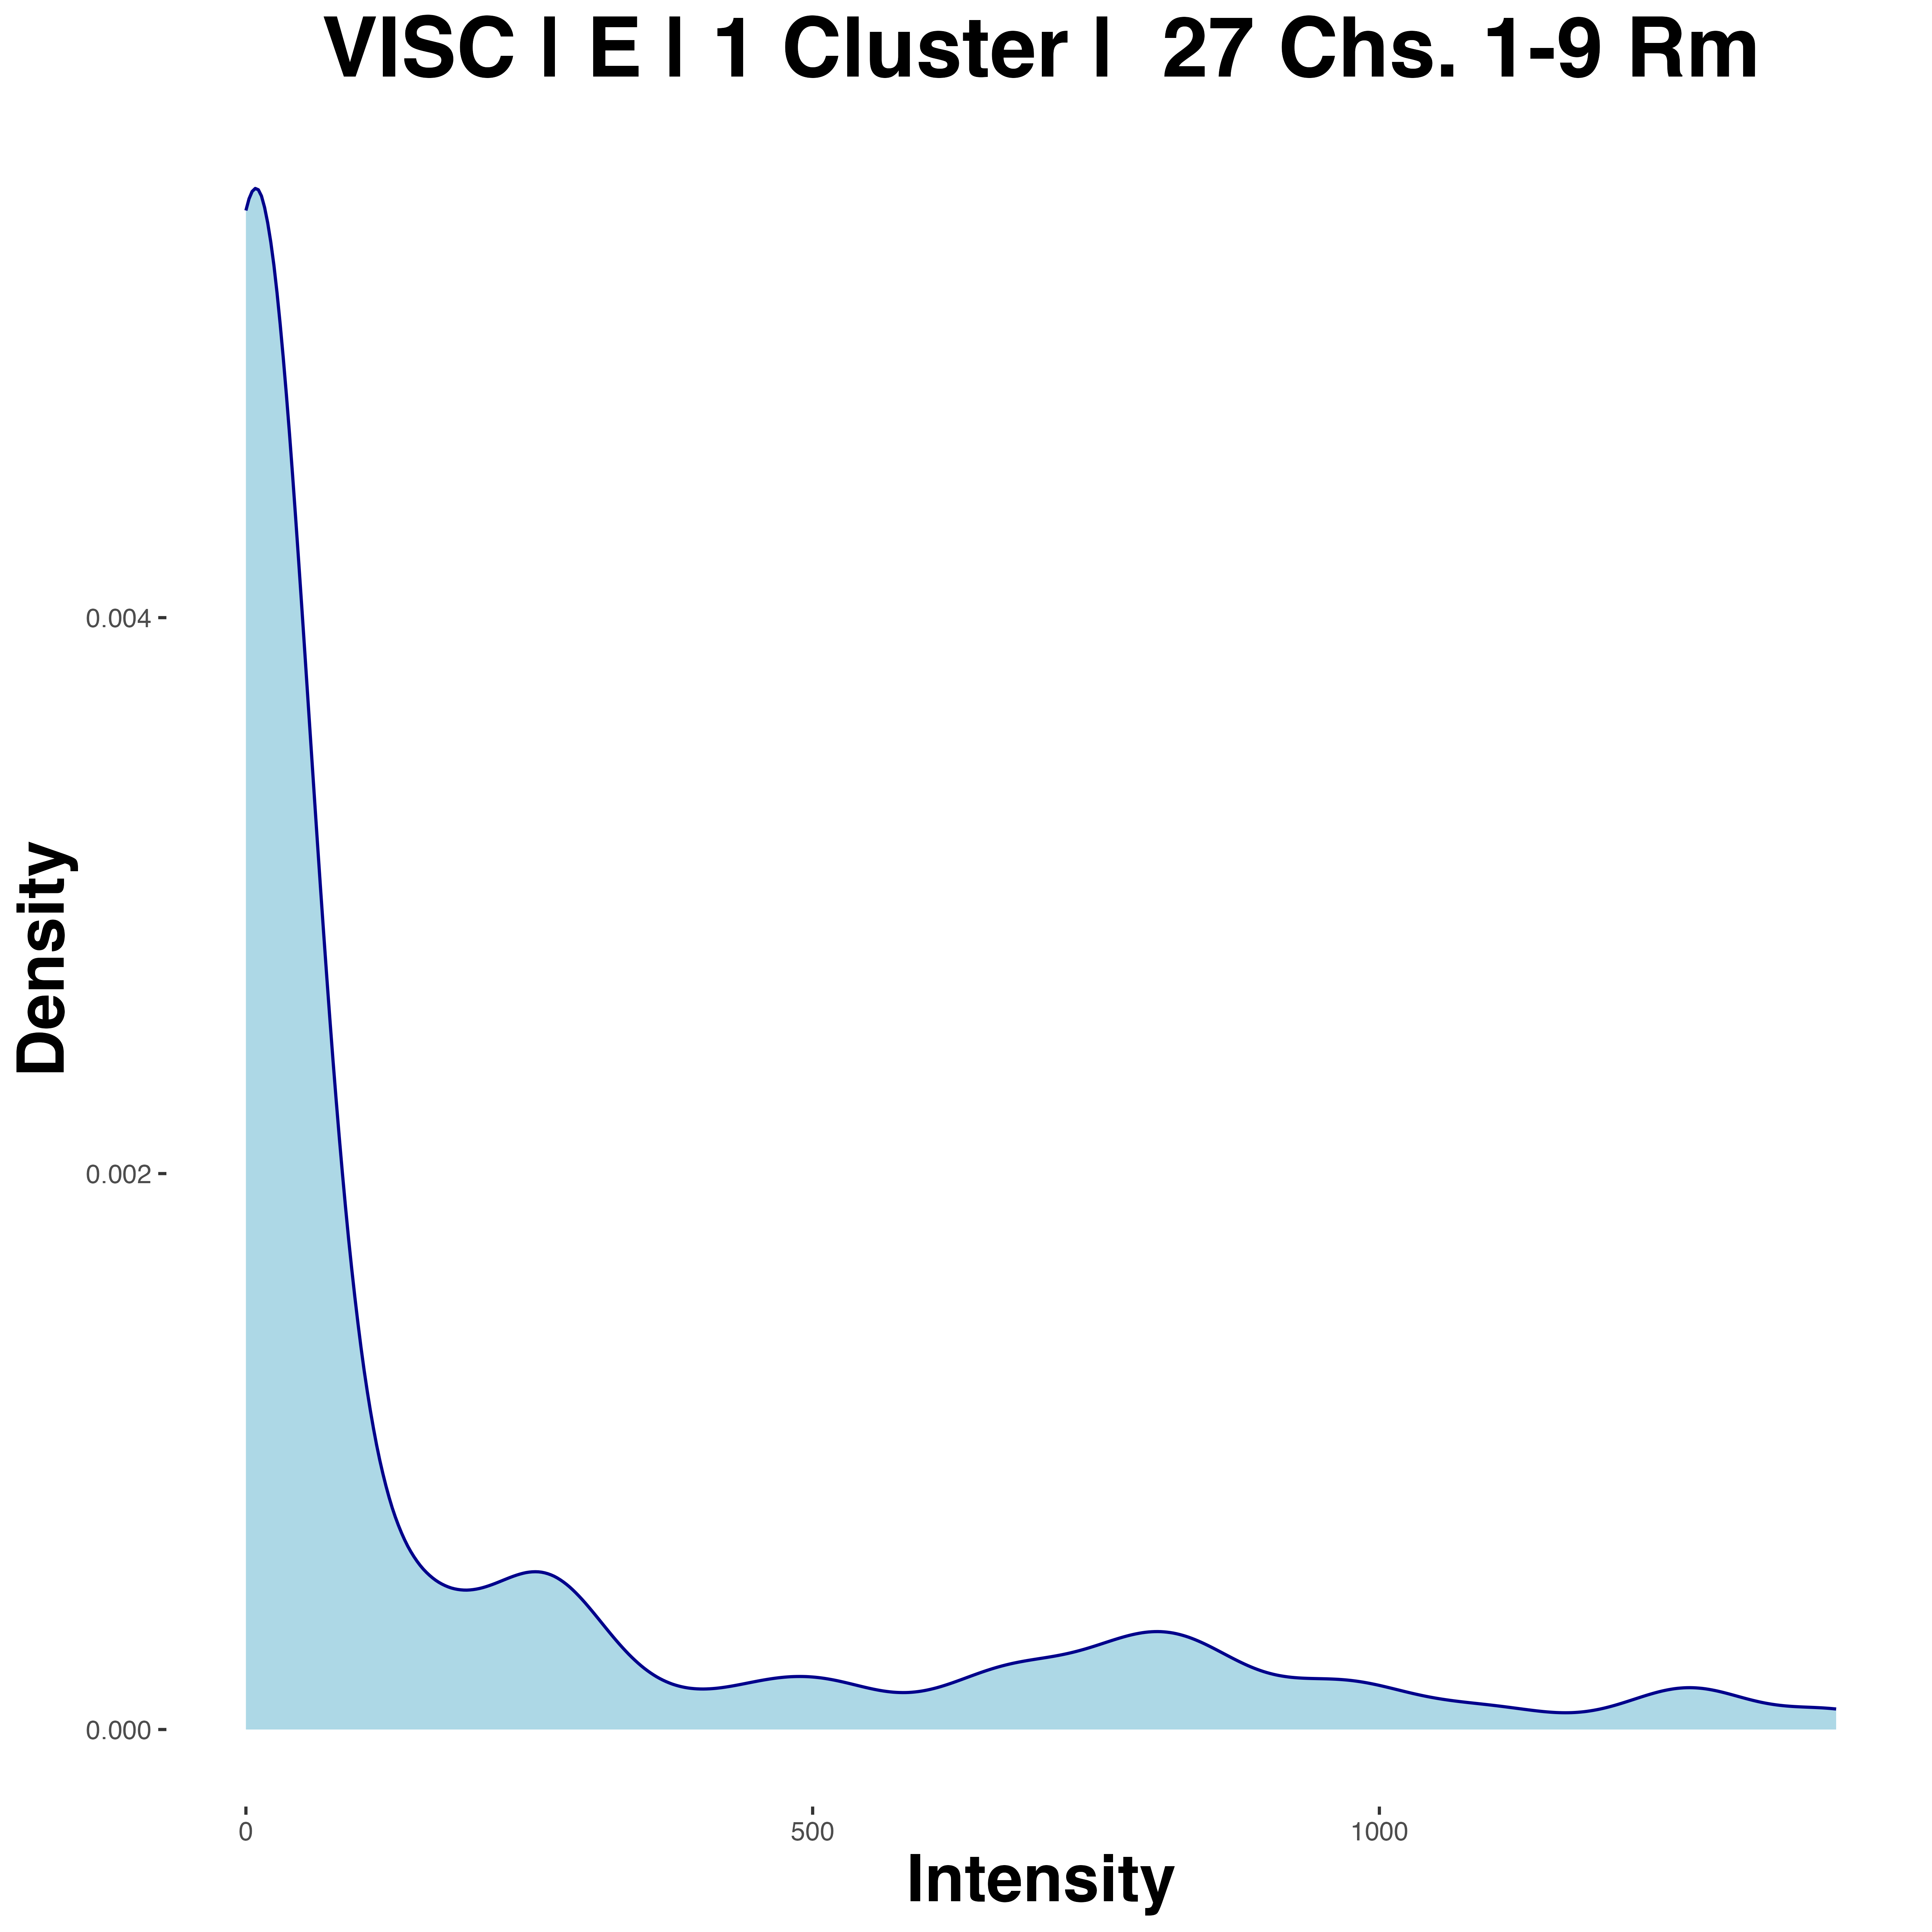 VISC | E | 1 Cluster |  27 Chs. 1-9 Rm
Density
0.004
0.002
0.000
0
500
1000
Intensity